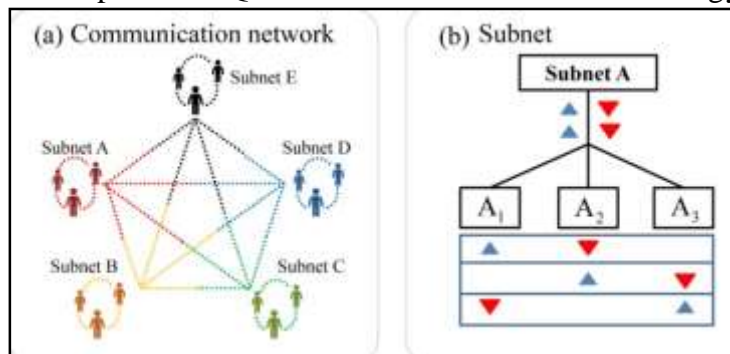 (a) Communication network
Subnet E
Subnet A
Subnet D
Subnet B
Subnet C
(b) Subnet
Subnet A
A1 A2 A3